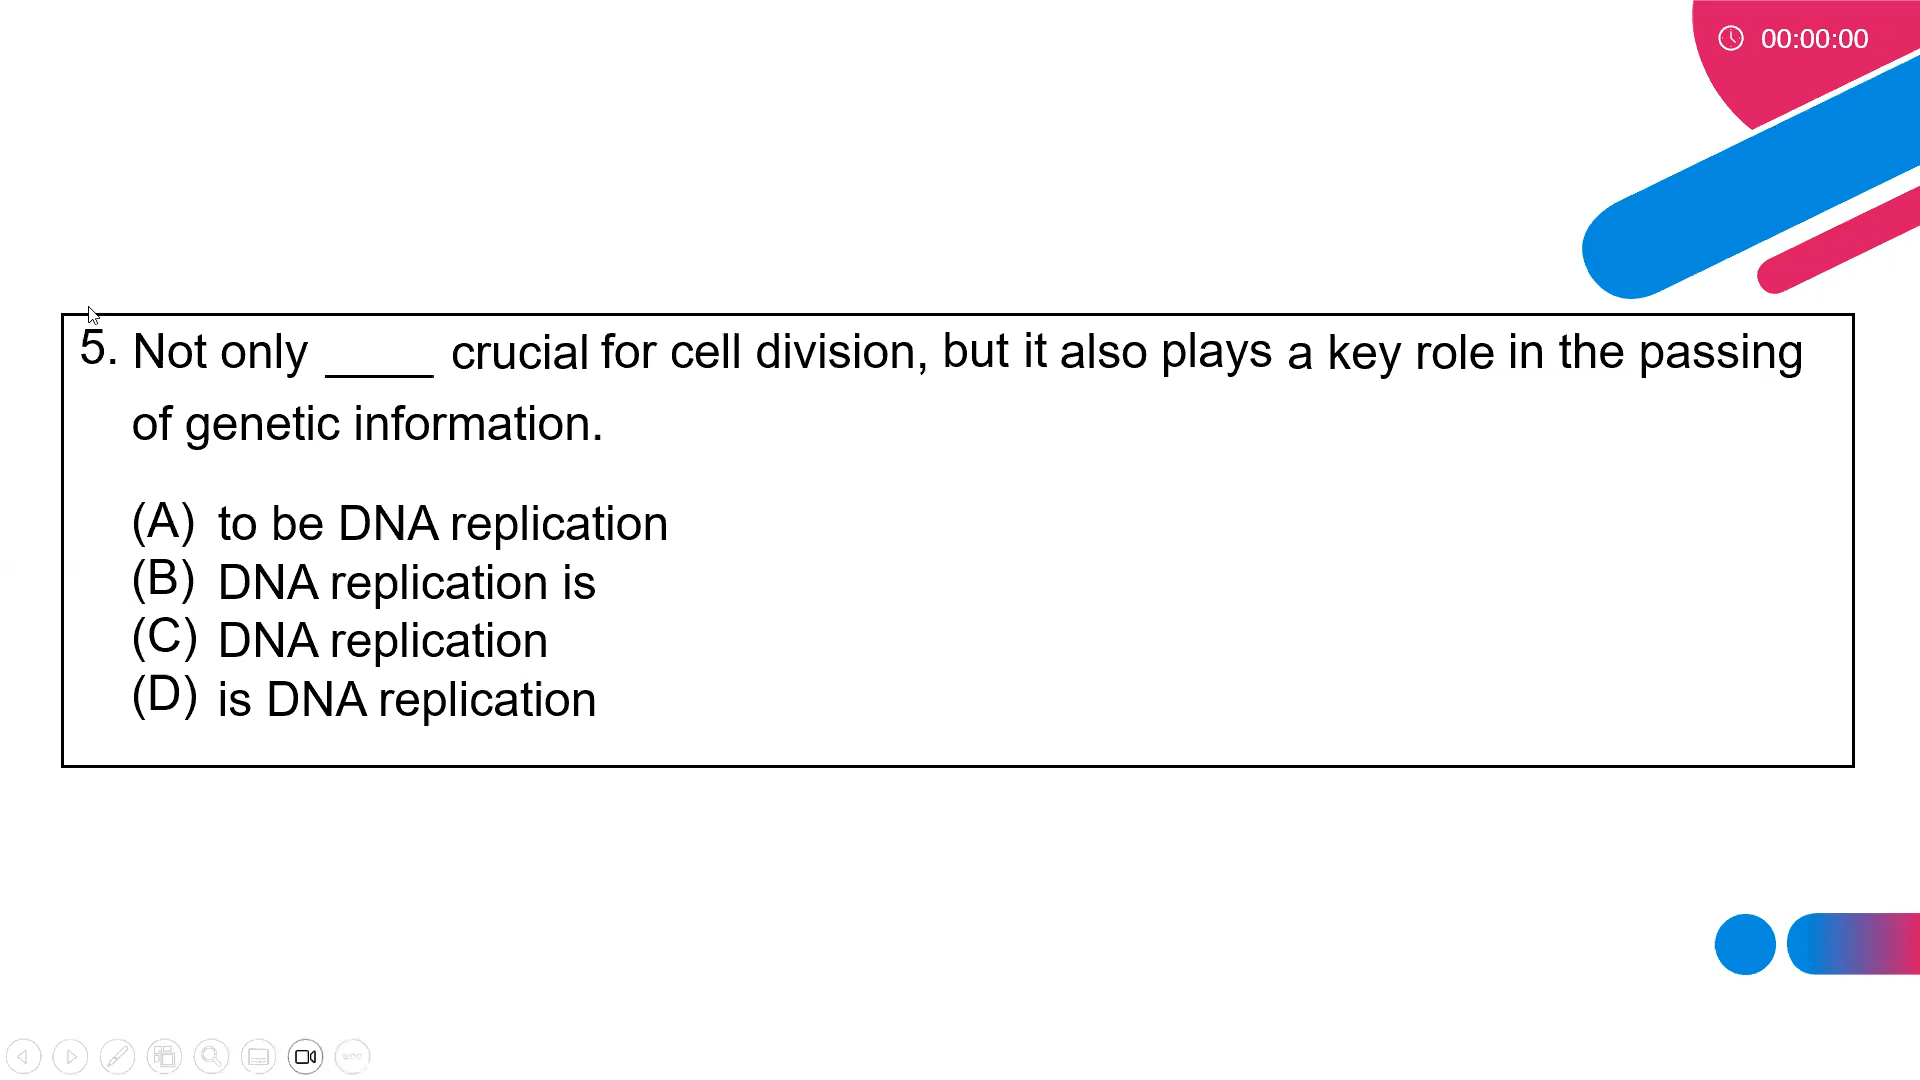 00:00:00
5. Not only ____ crucial for cell division, but it also plays a key role in the passing
of genetic information.
(A) to be DNA replication
(B) DNA replication is
(C) DNA replication
(D) is DNA replication